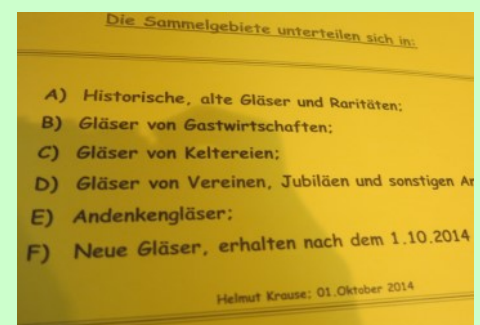 Die Sammelgebiete unterteilen sich in:
A) Historische, alte Gläser und Raritäten;
B) Gläser von Gastwirtschaften;
C) Gläser von Keltereien;
D) Gläser von Vereinen, Jubiläen und sonstigen
E) Andenkengläser;
F) Neue Gläser, erhalten nach dem 1.10.2014
Helmut Krause; 01.Oktober 2014